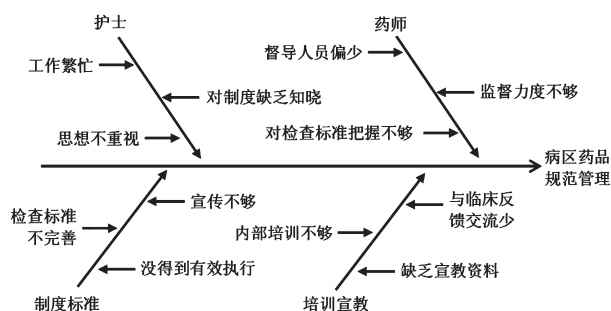 护士
药师
督导人员偏少
工作繁忙
对制度缺乏知晓
监督力度不够
思想不重视
对检查标准把握不够
病区药品
规范管理
宣传不够
与临床反
馈交流少
检查标准
不完善
内部培训不够
没得到有效执行
缺乏宣教资料
制度标准
培训宣教